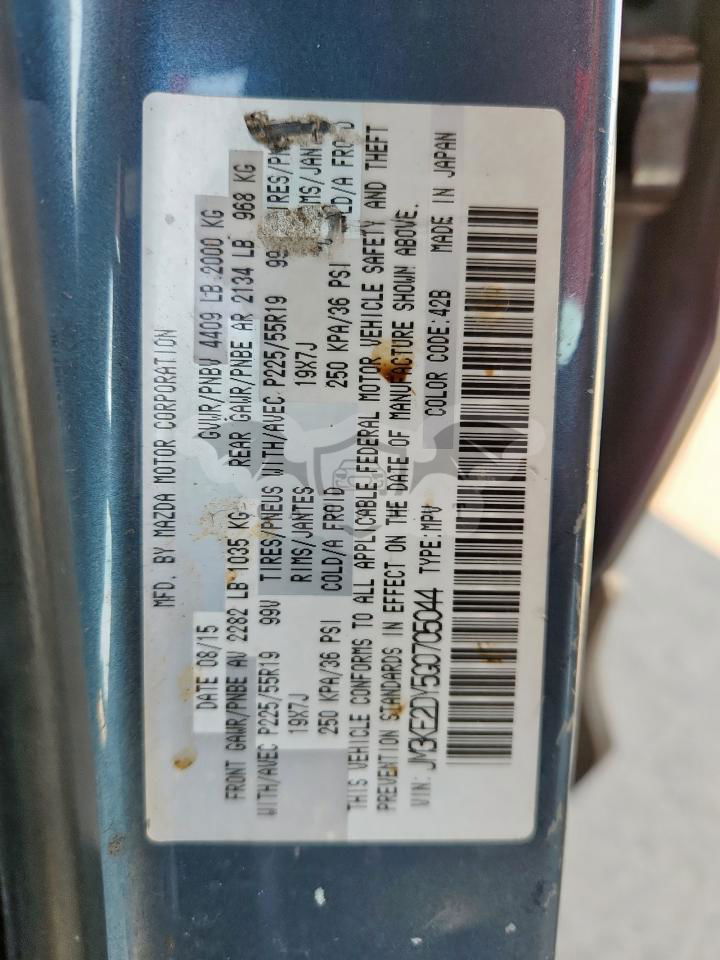 MFD. BY MAZDA MOTOR CORPORATION
DATE 08/15 GVWR/PNBV 4409 LB 2000 KG
FRONT GAWR/PNBE AV 2282 LB 1035 KG REAR GAWR/PNBE AR 2134 LB 968 KG
WITH/AVEC P225/55R19 99V TIRES/PNEUS WITH/AVEC P225/55R19
19X7J RIMS/JANTES 19X7J
250 KPA/36 PSI COLD/A FROID 250 KPA/36 PSI
THIS VEHICLE CONFORMS TO ALL APPLICABLE FEDERAL MOTOR VEHICLE SAFETY AND THEFT
PREVENTION STANDARDS IN EFFECT ON THE DATE OF MANUFACTURE SHOWN ABOVE.
VIN: JM3KE2DY5G0705044 TYPE: MPV COLOR CODE: 42B MADE IN JAPAN